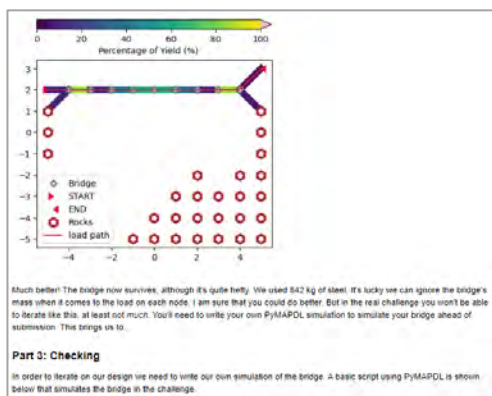 0 20 40 60 80 100
Percentage of Yield (%)
3
2
1
0
−1
−2
−3
−4
−5
Bridge
START
END
Rocks
load path
−4 −2 0 2 4
Much better! The bridge now survives, although it's quite hefty. We used 842 kg of steel. It's lucky we can ignore the bridge's
mass when it comes to the load on each node. I am sure that you could do better. But in the real challenge you won't be able
to iterate like this, at least not much. You'll need to write your own PyMAPDL simulation to simulate your bridge ahead of
submission. This brings us to...
Part 3: Checking
In order to iterate on our design we need to write our own simulation of the bridge. A basic script using PyMAPDL is shown
below that simulates the bridge in the challenge.